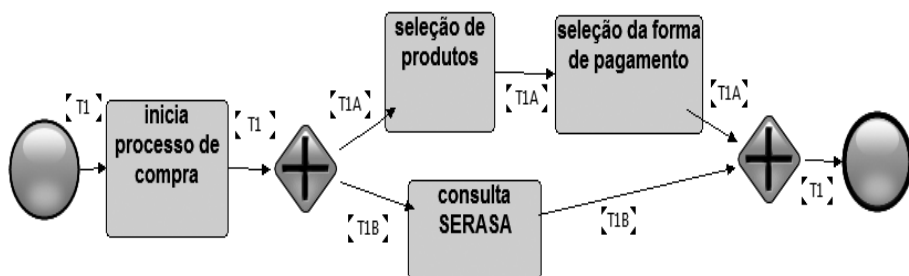 T1
inicia
processo de
compra
T1
T1A
seleção de
produtos
T1A
seleção da forma
de pagamento
T1A
T1B
consulta
SERASA
T1B
T1